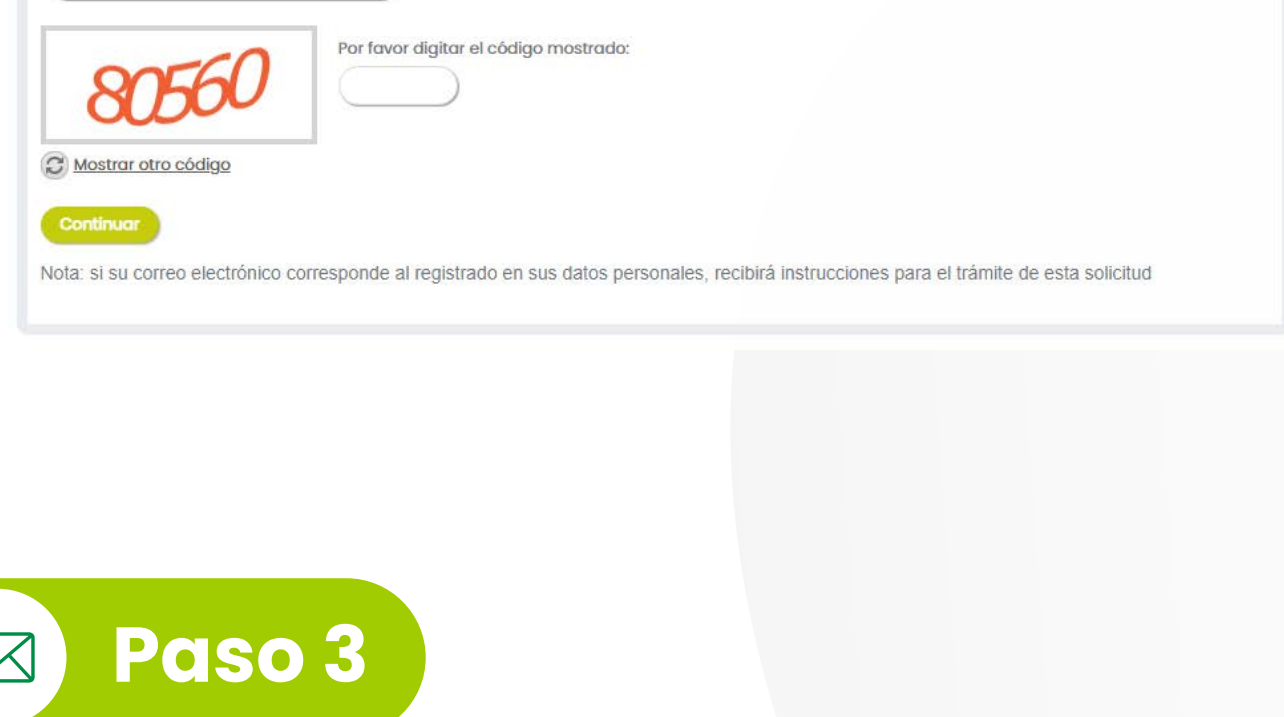 80560
Por favor digitar el código mostrado:
Mostrar otro código
Continuar
Nota: si su correo electrónico corresponde al registrado en sus datos personales, recibirá instrucciones para el trámite de esta solicitud
Paso 3